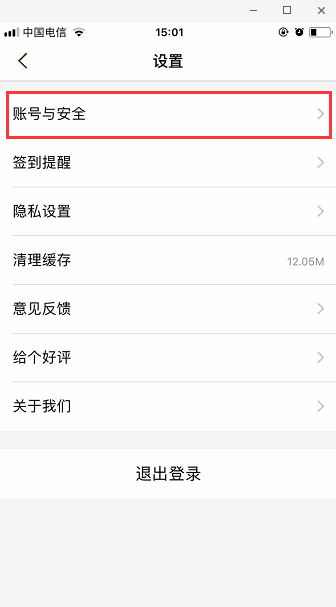 中国电信 15:01
设置
账号与安全
签到提醒
隐私设置
清理缓存 12.05M
意见反馈
给个好评
关于我们
退出登录